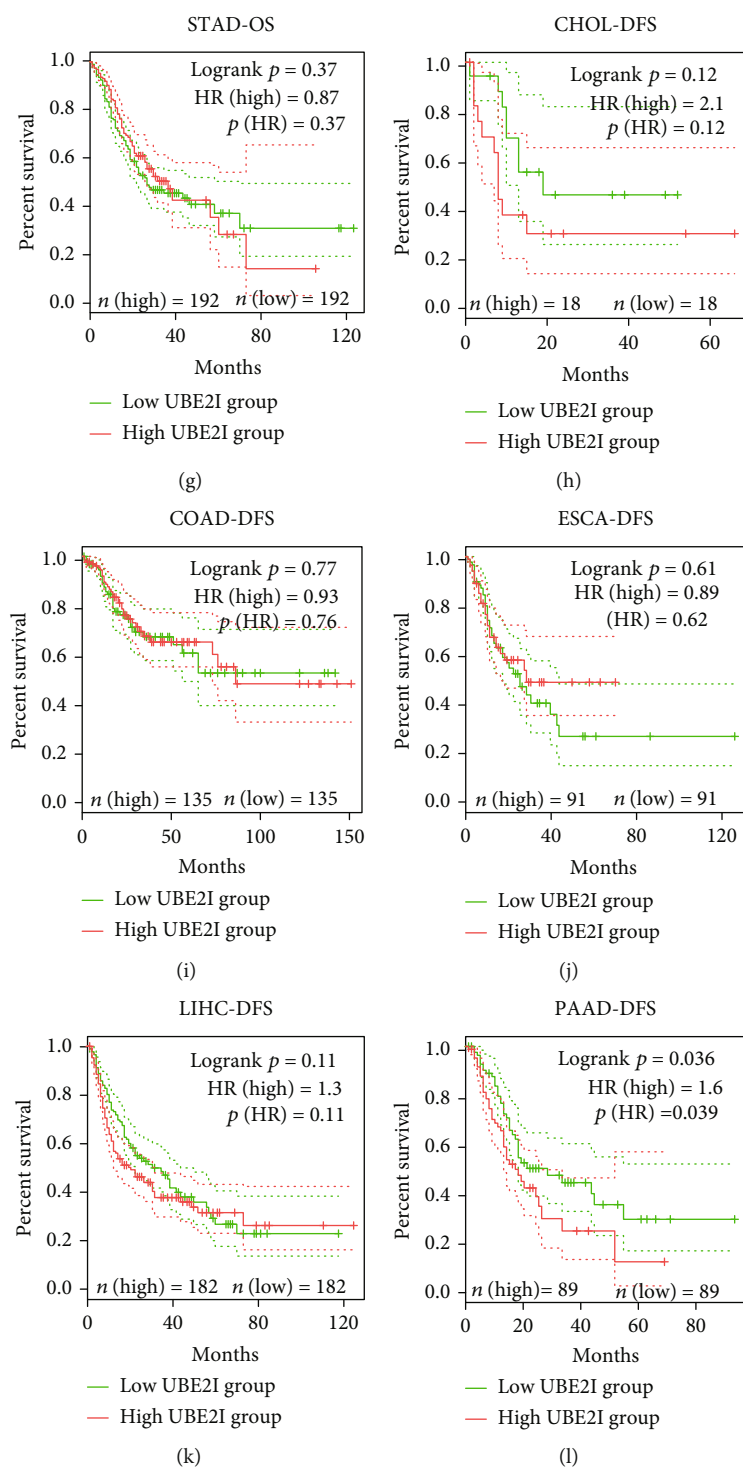 STAD-OS
Logrank p = 0.37
HR (high) = 0.87
p (HR) = 0.37
Percent survival
1.0
0.8
0.6
0.4
0.2
0.0
n (high) = 192 n (low) = 192
0 40 80 120
Months
Low UBE2I group
High UBE2I group
(g)
CHOL-DFS
Logrank p = 0.12
HR (high) = 2.1
p (HR) = 0.12
Percent survival
1.0
0.8
0.6
0.4
0.2
0.0
n (high) = 18 n (low) = 18
0 20 40 60
Months
Low UBE2I group
High UBE2I group
(h)
COAD-DFS
Logrank p = 0.77
HR (high) = 0.93
p (HR) = 0.76
Percent survival
1.0
0.8
0.6
0.4
0.2
0.0
n (high) = 135 n (low) = 135
0 50 100 150
Months
Low UBE2I group
High UBE2I group
(i)
ESCA-DFS
Logrank p = 0.61
HR (high) = 0.89
(HR) = 0.62
Percent survival
1.0
0.8
0.6
0.4
0.2
0.0
n (high) = 91 n (low) = 91
0 40 80 120
Months
Low UBE2I group
High UBE2I group
(j)
LIHC-DFS
Logrank p = 0.11
HR (high) = 1.3
p (HR) = 0.11
Percent survival
1.0
0.8
0.6
0.4
0.2
0.0
n (high) = 182 n (low) = 182
0 40 80 120
Months
Low UBE2I group
High UBE2I group
(k)
PAAD-DFS
Logrank p = 0.036
HR (high) = 1.6
p (HR) =0.039
Percent survival
1.0
0.8
0.6
0.4
0.2
0.0
n (high)= 89 n (low) = 89
0 20 40 60 80
Months
Low UBE2I group
High UBE2I group
(l)